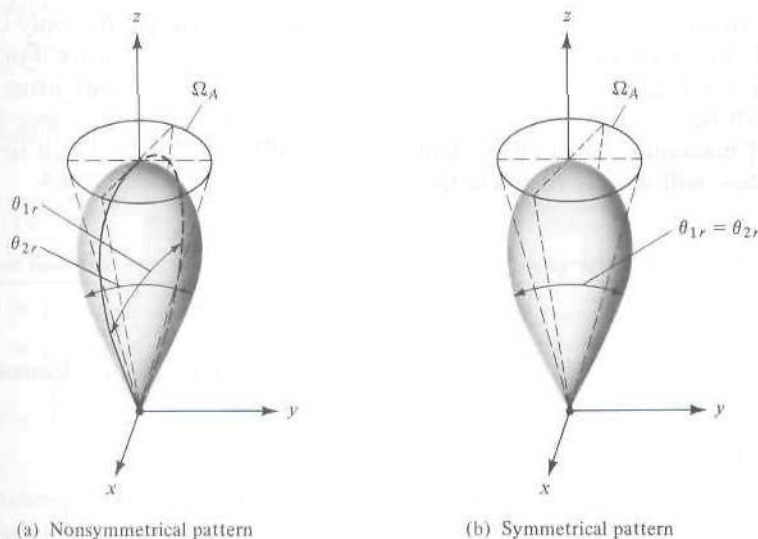 z
Ω_A
θ_1r
θ_2r
y
x
(a) Nonsymmetrical pattern
z
Ω_A
θ_1r = θ_2r
y
x
(b) Symmetrical pattern